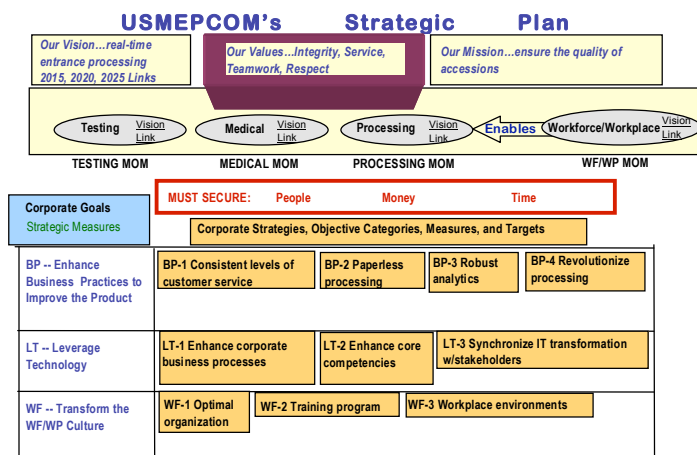 USMEPCOM's Strategic Plan
Our Vision…real-time
entrance processing
2015, 2020, 2025 Links
Our Values…Integrity, Service,
Teamwork, Respect
Our Mission…ensure the quality of
accessions
Testing Vision
Link
Medical Vision
Link
Processing Vision
Link
Enables
Workforce/Workplace Vision
Link
TESTING MOM
MEDICAL MOM
PROCESSING MOM
WF/WP MOM
MUST SECURE: People Money Time
Corporate Goals
Strategic Measures
Corporate Strategies, Objective Categories, Measures, and Targets
BP -- Enhance
Business Practices to
Improve the Product
BP-1 Consistent levels of
customer service
BP-2 Paperless
processing
BP-3 Robust
analytics
BP-4 Revolutionize
processing
LT -- Leverage
Technology
LT-1 Enhance corporate
business processes
LT-2 Enhance core
competencies
LT-3 Synchronize IT transformation
w/stakeholders
WF -- Transform the
WF/WP Culture
WF-1 Optimal
organization
WF-2 Training program
WF-3 Workplace environments